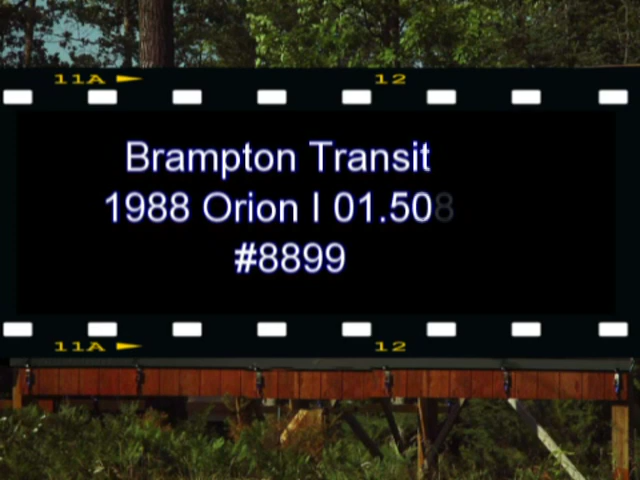 11A 12
Brampton Transit
1988 Orion I 01.508
#8899
11A 12